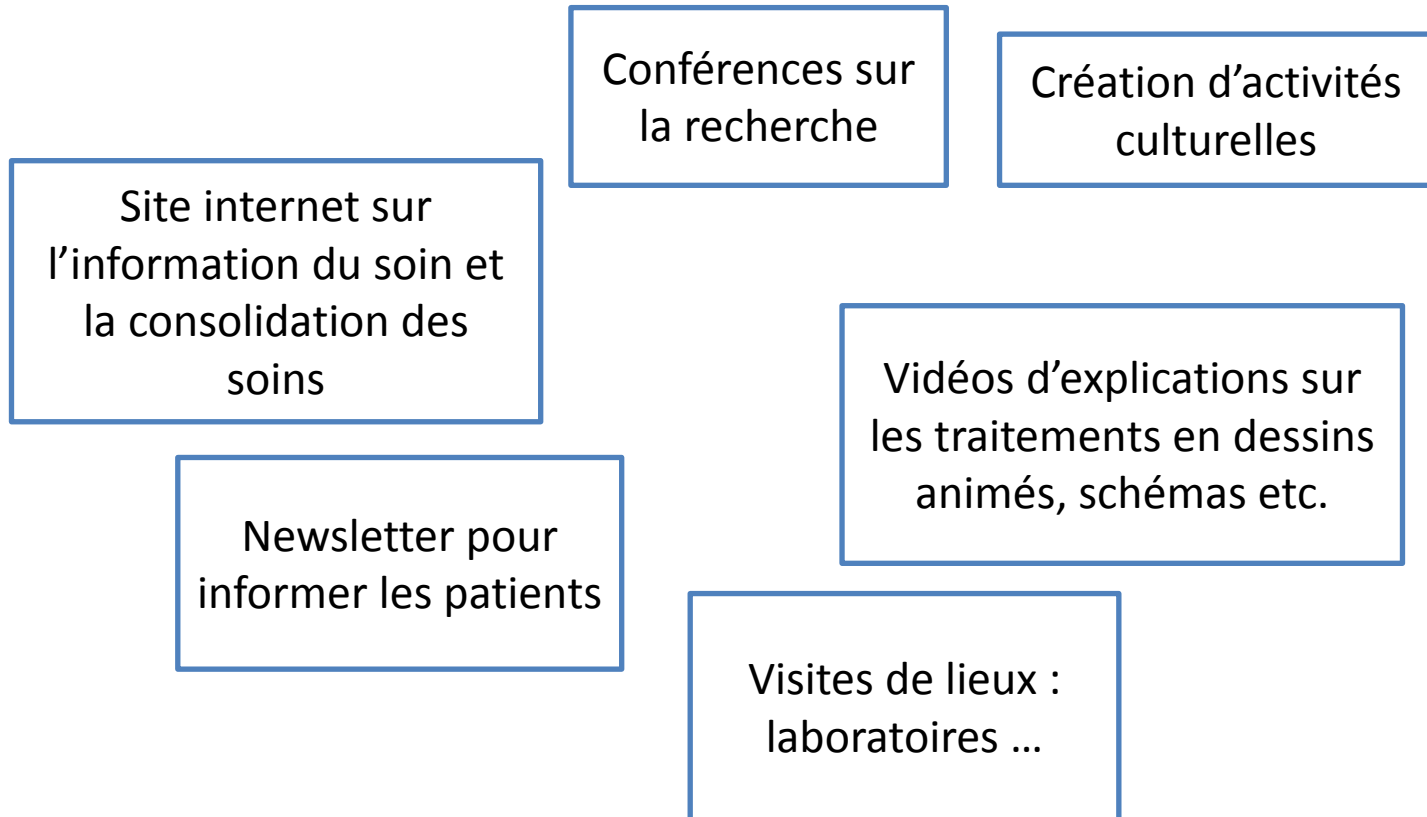 Conférences sur
la recherche
Création d’activités
culturelles
Site internet sur
l’information du soin et
la consolidation des
soins
Vidéos d’explications sur
les traitements en dessins
animés, schémas etc.
Newsletter pour
informer les patients
Visites de lieux :
laboratoires …